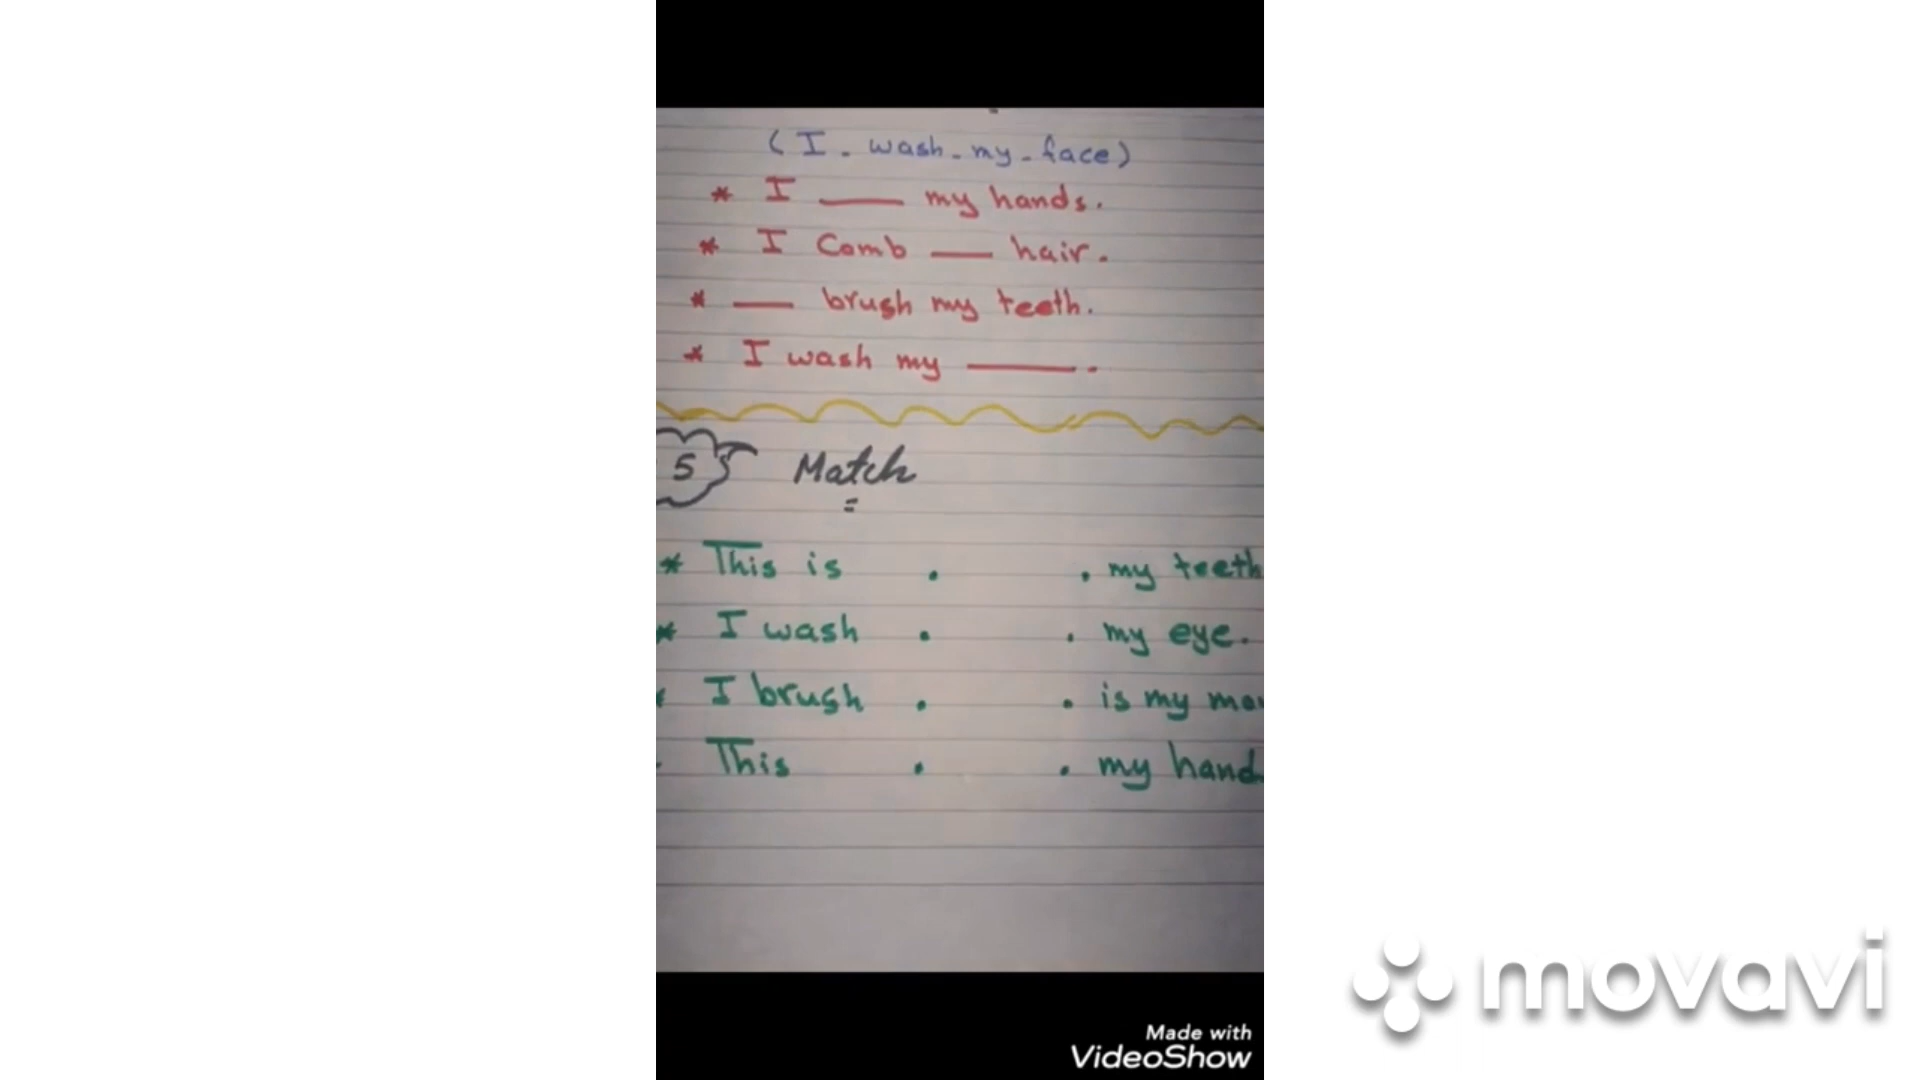 ( I - wash - my - face )
* I ___ my hands.
* I Comb ___ hair.
* ___ brush my teeth.
* I wash my ___.
5 Match
* This is . . my teeth
* I wash . . my eye.
* I brush . . is my
This . . my hand
movavi
Made with
VideoShow